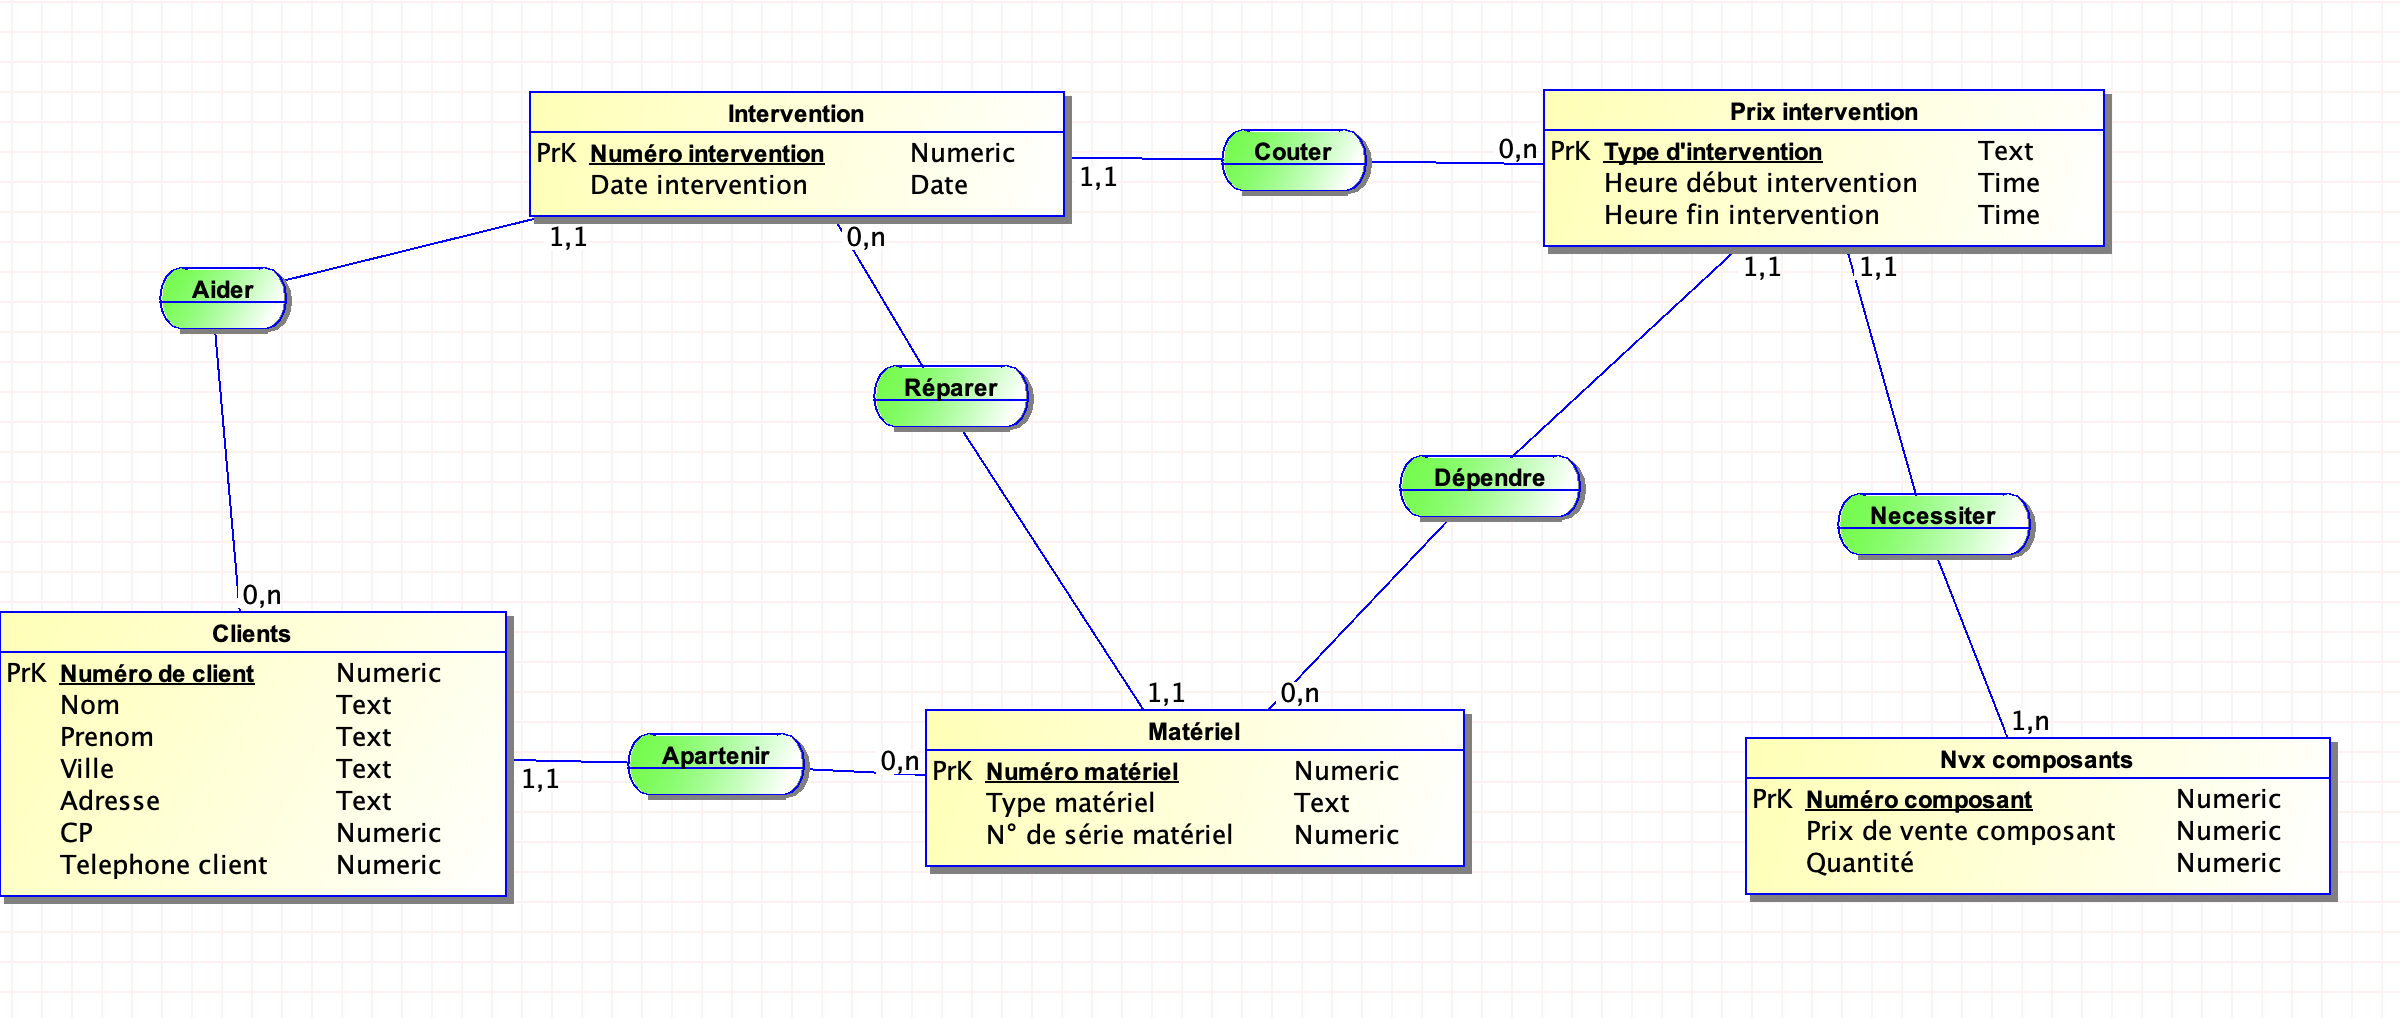 Intervention
PrK Numéro intervention Numeric
Date intervention Date
1,1
Couter
0,n
Prix intervention
PrK Type d'intervention Text
Heure début intervention Time
Heure fin intervention Time
1,1
0,n
1,1
1,1
Aider
Réparer
Dépendre
Necessiter
0,n
Clients
PrK Numéro de client Numeric
Nom Text
Prenom Text
Ville Text
Adresse Text
CP Numeric
Telephone client Numeric
1,1
Apartenir
0,n
1,1
0,n
Matériel
PrK Numéro matériel Numeric
Type matériel Text
N° de série matériel Numeric
1,n
Nvx composants
PrK Numéro composant Numeric
Prix de vente composant Numeric
Quantité Numeric